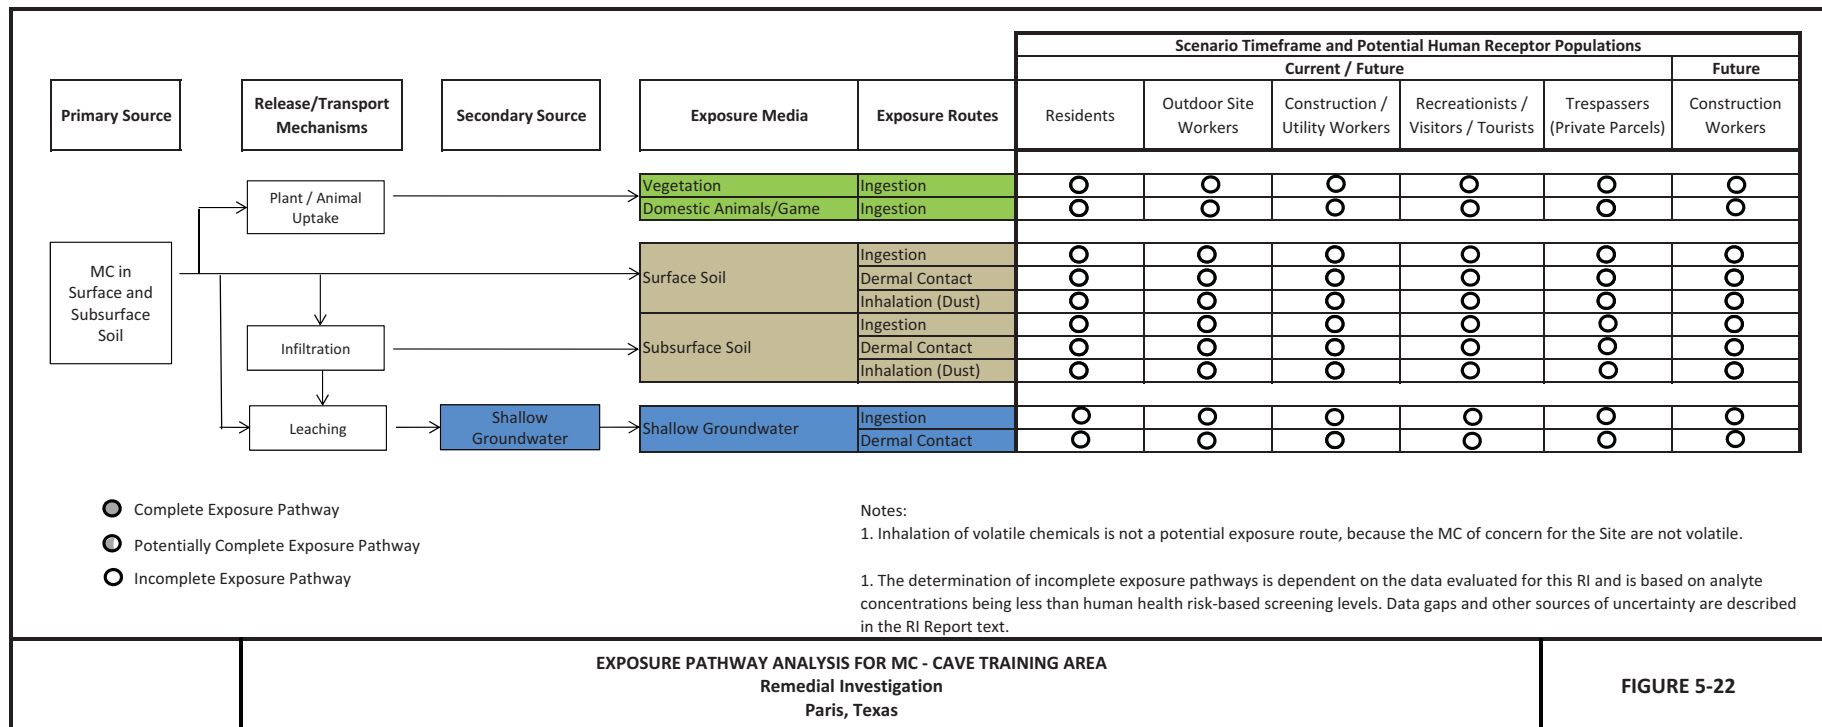 Scenario Timeframe and Potential Human Receptor Populations
Current / Future
Future
Primary Source
Release/Transport
Mechanisms
Secondary Source
Exposure Media
Exposure Routes
Residents
Outdoor Site
Workers
Construction /
Utility Workers
Recreationists /
Visitors / Tourists
Trespassers
(Private Parcels)
Construction
Workers
Plant / Animal
Uptake
Vegetation
Ingestion
Domestic Animals/Game
Ingestion
MC in
Surface and
Subsurface
Soil
Surface Soil
Ingestion
Dermal Contact
Inhalation (Dust)
Infiltration
Subsurface Soil
Ingestion
Dermal Contact
Inhalation (Dust)
Leaching
Shallow
Groundwater
Shallow Groundwater
Ingestion
Dermal Contact
Complete Exposure Pathway
Potentially Complete Exposure Pathway
Incomplete Exposure Pathway
Notes:
1. Inhalation of volatile chemicals is not a potential exposure route, because the MC of concern for the Site are not volatile.
1. The determination of incomplete exposure pathways is dependent on the data evaluated for this RI and is based on analyte
concentrations being less than human health risk-based screening levels. Data gaps and other sources of uncertainty are described
in the RI Report text.
EXPOSURE PATHWAY ANALYSIS FOR MC - CAVE TRAINING AREA
Remedial Investigation
Paris, Texas
FIGURE 5-22